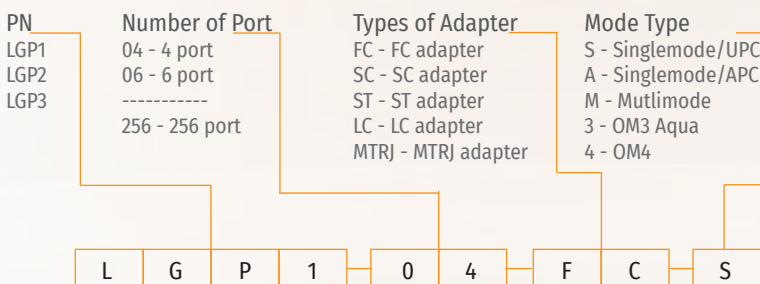 PN
LGP1
LGP2
LGP3
Number of Port
04 - 4 port
06 - 6 port
-----------
256 - 256 port
Types of Adapter
FC - FC adapter
SC - SC adapter
ST - ST adapter
LC - LC adapter
MTRJ - MTRJ adapter
Mode Type
S - Singlemode/UPC
A - Singlemode/APC
M - Mutlimode
3 - OM3 Aqua
4 - OM4
L G P 1 - 0 4 - F C - S